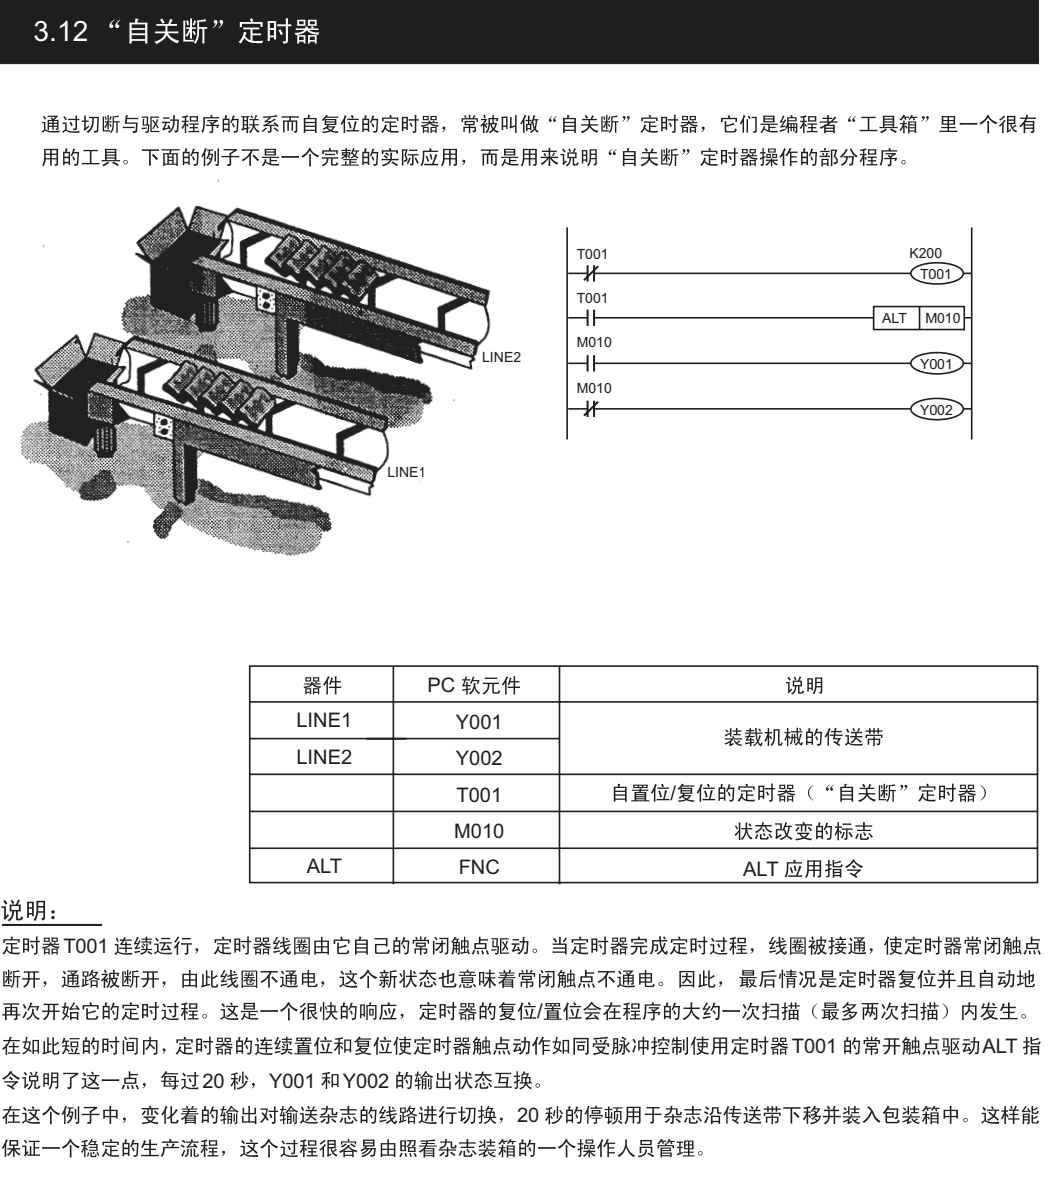 3.12 “自关断”定时器
通过切断与驱动程序的联系而自复位的定时器，常被叫做“自关断”定时器，它们是编程者“工具箱”里一个很有
用的工具。下面的例子不是一个完整的实际应用，而是用来说明“自关断”定时器操作的部分程序。
LINE2
LINE1
T001 K200
T001
T001
ALT M010
M010
Y001
M010
Y002
器件 PC 软元件 说明
LINE1 Y001 装载机械的传送带
LINE2 Y002
T001 自置位/复位的定时器（“自关断”定时器）
M010 状态改变的标志
ALT FNC ALT 应用指令
说明：
定时器T001 连续运行，定时器线圈由它自己的常闭触点驱动。当定时器完成定时过程，线圈被接通，使定时器常闭触点
断开，通路被断开，由此线圈不通电，这个新状态也意味着常闭触点不通电。因此，最后情况是定时器复位并且自动地
再次开始它的定时过程。这是一个很快的响应，定时器的复位/置位会在程序的大约一次扫描（最多两次扫描）内发生。
在如此短的时间内，定时器的连续置位和复位使定时器触点动作如同受脉冲控制使用定时器T001 的常开触点驱动ALT 指
令说明了这一点，每过20 秒，Y001 和Y002 的输出状态互换。
在这个例子中，变化着的输出对输送杂志的线路进行切换，20 秒的停顿用于杂志沿传送带下移并装入包装箱中。这样能
保证一个稳定的生产流程，这个过程很容易由照看杂志装箱的一个操作人员管理。